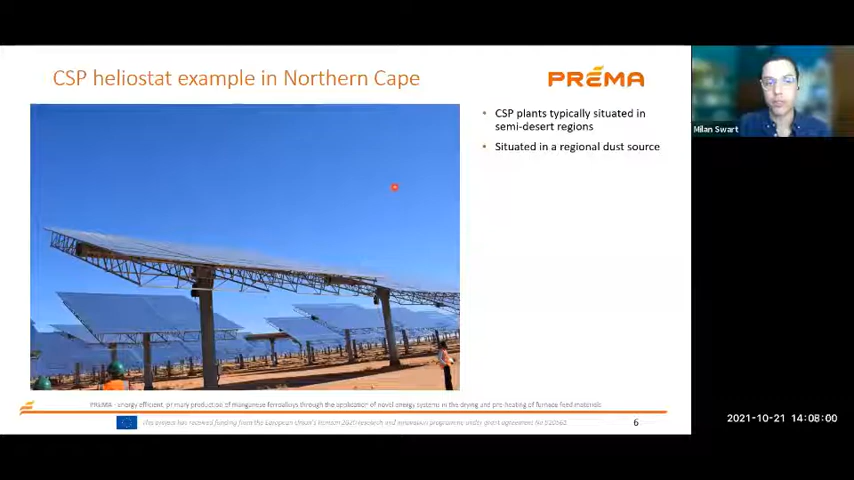 CSP heliostat example in Northern Cape
PRÉMA
• CSP plants typically situated in
semi-desert regions
• Situated in a regional dust source
Milan Swart
PRÉMA - Energy efficient, primary production of manganese ferroalloys through the application of novel energy systems in the drying and pre-heating of furnace feed materials
This project has received funding from the European Union's Horizon 2020 research and innovation programme under grant agreement No 820561
6
2021-10-21 14:08:00